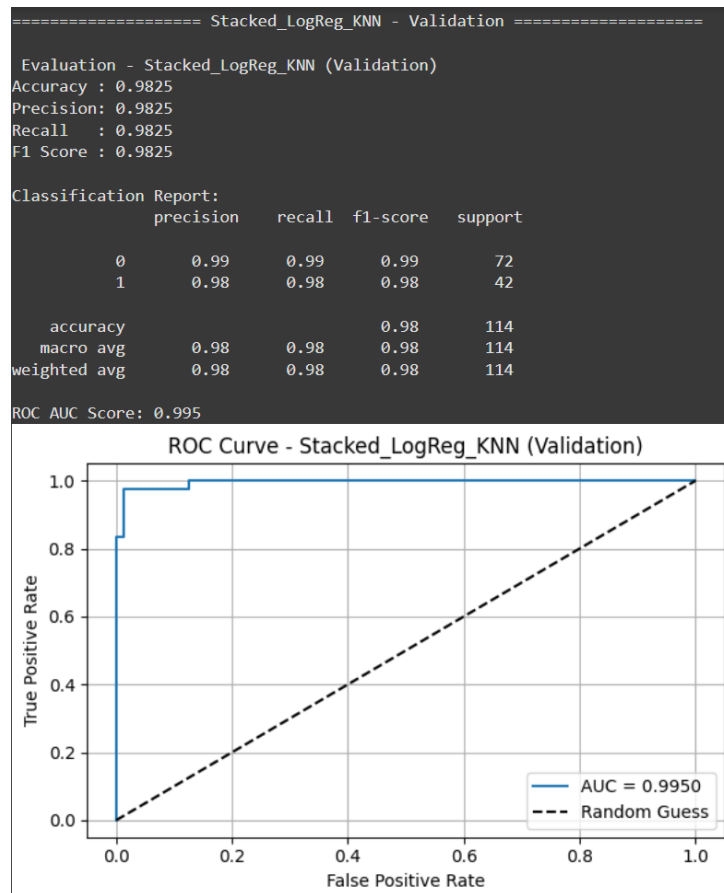 ==================== Stacked_LogReg_KNN - Validation ====================
Evaluation - Stacked_LogReg_KNN (Validation)
Accuracy : 0.9825
Precision: 0.9825
Recall   : 0.9825
F1 Score : 0.9825
Classification Report:
precision    recall  f1-score   support
0       0.99      0.99      0.99        72
1       0.98      0.98      0.98        42
accuracy                           0.98       114
macro avg       0.98      0.98      0.98       114
weighted avg       0.98      0.98      0.98       114
ROC AUC Score: 0.995
ROC Curve - Stacked_LogReg_KNN (Validation)
1.0
0.8
0.6
0.4
0.2
0.0
True Positive Rate
AUC = 0.9950
Random Guess
0.0 0.2 0.4 0.6 0.8 1.0
False Positive Rate